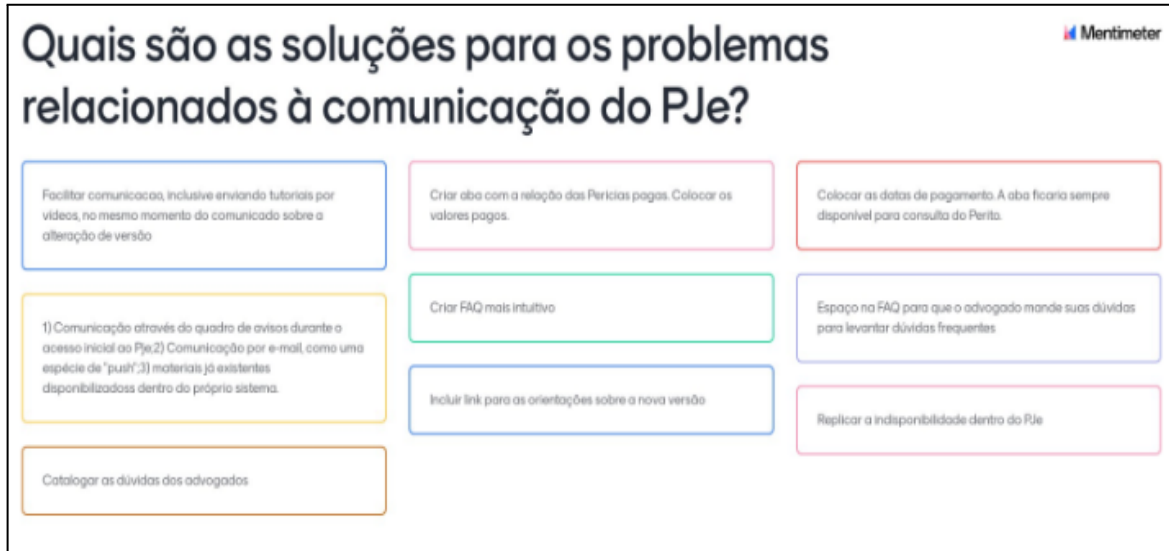 Quais são as soluções para os problemas
relacionados à comunicação do PJe?
Mentimeter
Facilitar comunicacao, inclusive enviando tutoriais por
vídeos, no mesmo momento do comunicado sobre a
alteração de versão
1) Comunicação através do quadro de avisos durante o
acesso inicial ao Pje;2) Comunicação por e-mail, como uma
espécie de "push";3) materiais já existentes
disponibilizadoss dentro do próprio sistema.
Catalogar as dúvidas dos advogados
Criar aba com a relação das Perícias pagas. Colocar os
valores pagos.
Criar FAQ mais intuitivo
Incluir link para as orientações sobre a nova versão
Colocar as datas de pagamento. A aba ficaria sempre
disponível para consulta do Perito.
Espaço na FAQ para que o advogado mande suas dúvidas
para levantar dúvidas frequentes
Replicar a indisponibilidade dentro do PJe